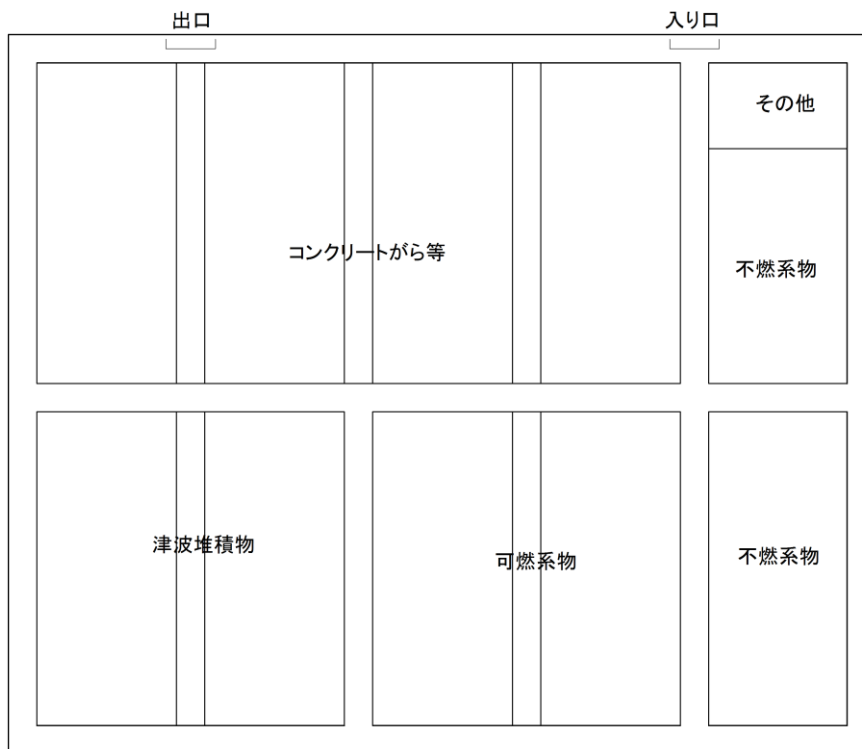 出口
入り口
その他
コンクリートがら等
不燃系物
津波堆積物
可燃系物
不燃系物